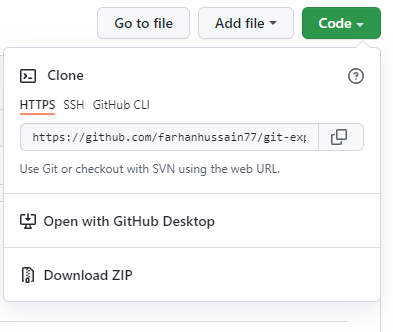 Go to file Add file Code
Clone
HTTPS SSH GitHub CLI
https://github.com/farhanhussain77/git-exp
Use Git or checkout with SVN using the web URL.
Open with GitHub Desktop
Download ZIP